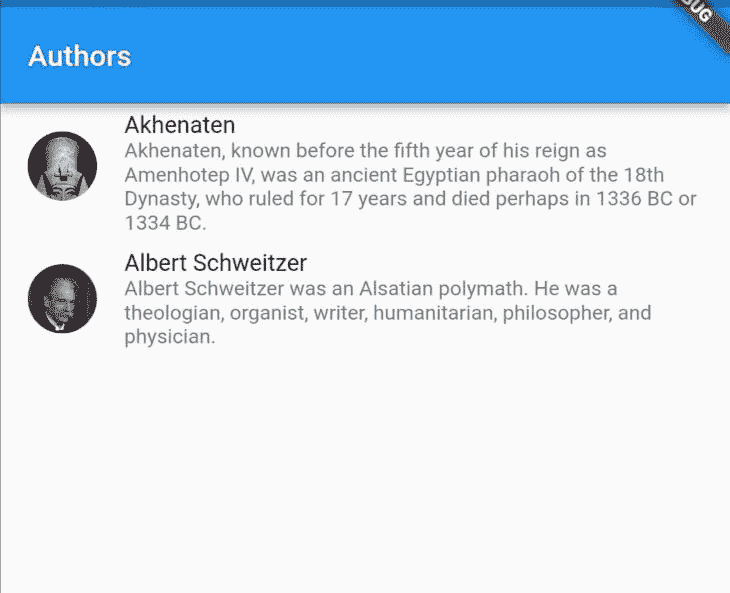 Authors
Akhenaten
Akhenaten, known before the fifth year of his reign as
Amenhotep IV, was an ancient Egyptian pharaoh of the 18th
Dynasty, who ruled for 17 years and died perhaps in 1336 BC or
1334 BC.
Albert Schweitzer
Albert Schweitzer was an Alsatian polymath. He was a
theologian, organist, writer, humanitarian, philosopher, and
physician.